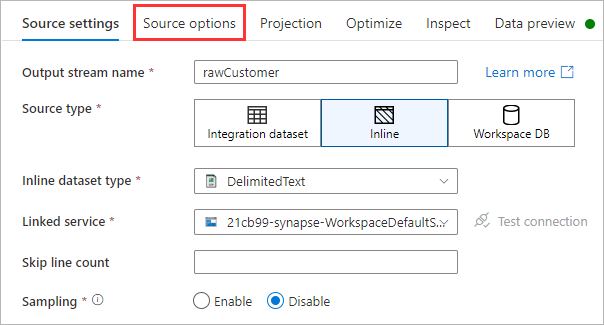 Source settings Source options Projection Optimize Inspect Data preview
Output stream name * rawCustomer Learn more
Source type *
Integration dataset Inline Workspace DB
Inline dataset type * DelimitedText
Linked service * 21cb99-synapse-WorkspaceDefaultS... Test connection
Skip line count
Sampling * Enable Disable